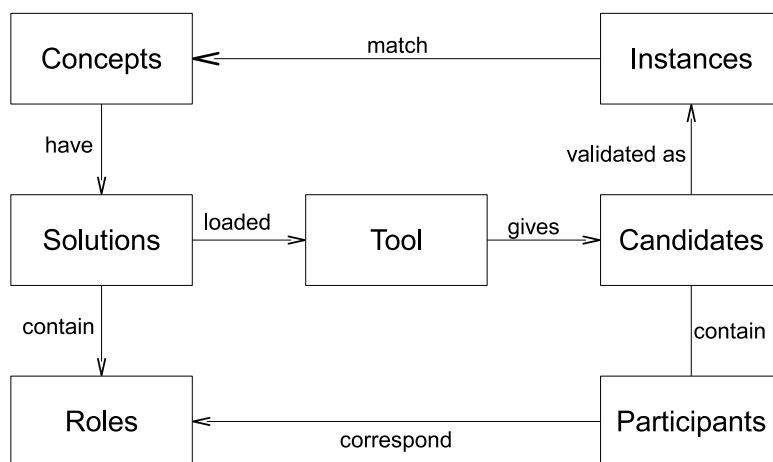 Concepts
match
Instances
have
validated as
Solutions
loaded
Tool
gives
Candidates
contain
contain
Roles
correspond
Participants